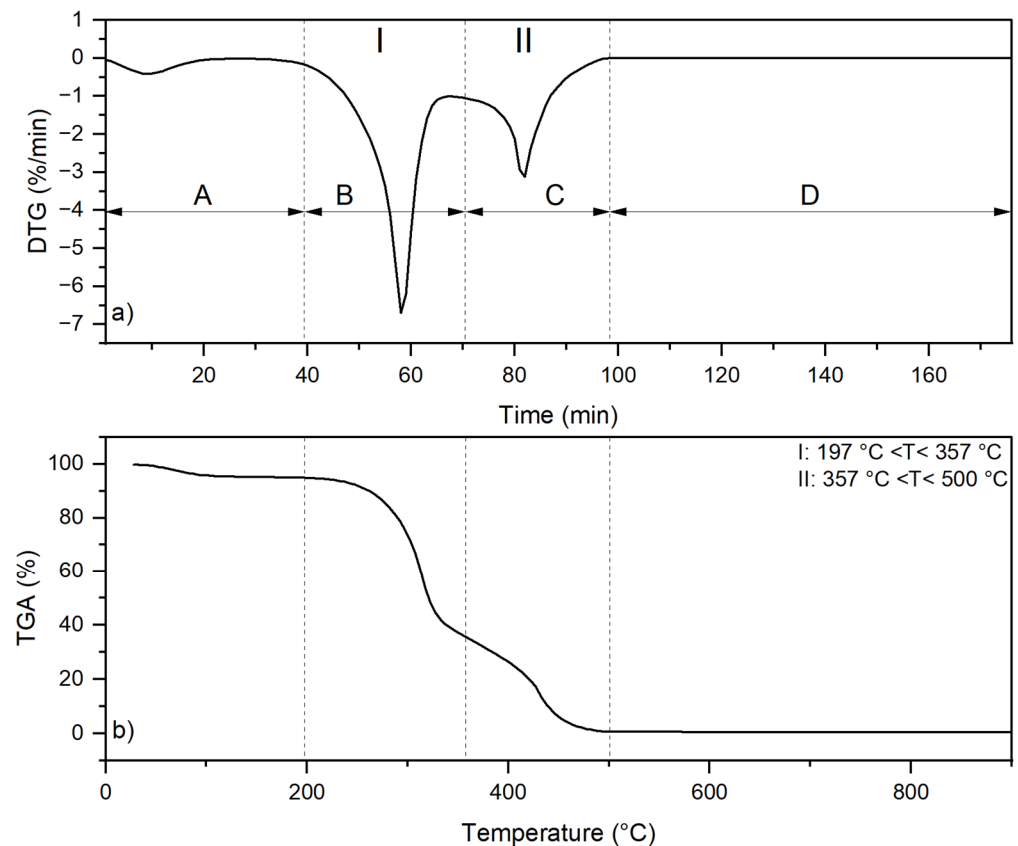 1
0
−1
−2
−3
−4
−5
−6
−7
DTG (%/min)
I
II
A
B
C
D
a)
20 40 60 80 100 120 140 160
Time (min)
100
80
60
40
20
0
TGA (%)
I: 197 °C <T< 357 °C
II: 357 °C <T< 500 °C
b)
0 200 400 600 800
Temperature (°C)